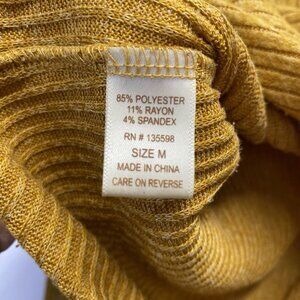 85% POLYESTER
11% RAYON
4% SPANDEX
RN # 135598
SIZE M
MADE IN CHINA
CARE ON REVERSE